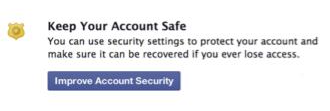 Keep Your Account Safe
You can use security settings to protect your account and
make sure it can be recovered if you ever lose access.
Improve Account Security